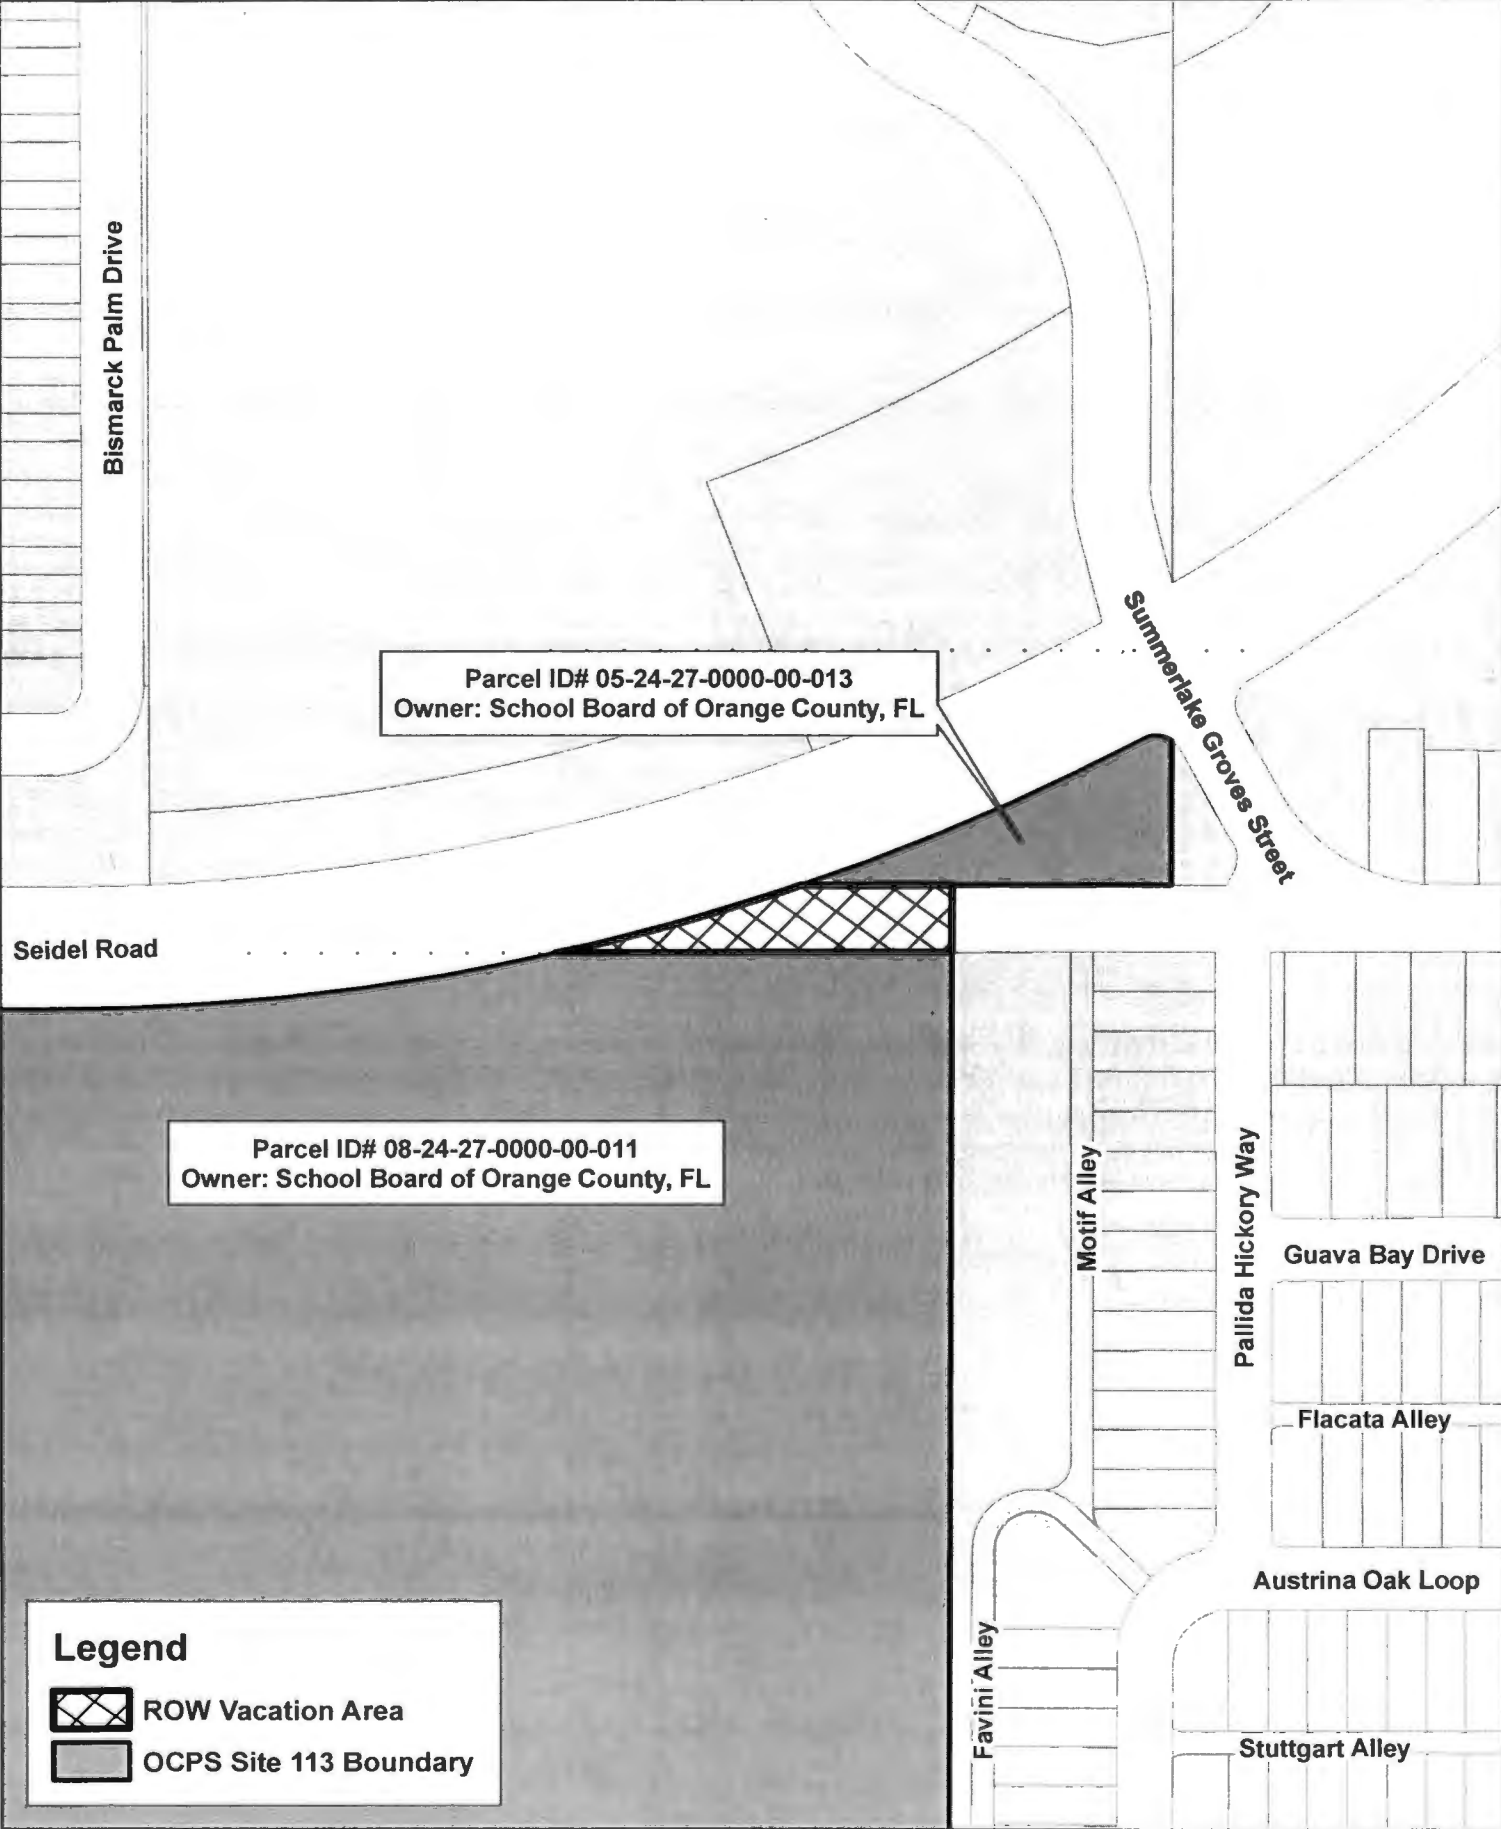 Bismarck Palm Drive
Summerlake Groves Street
Parcel ID# 05-24-27-0000-00-013
Owner: School Board of Orange County, FL
Seidel Road
Parcel ID# 08-24-27-0000-00-011
Owner: School Board of Orange County, FL
Motif Alley
Pallida Hickory Way
Guava Bay Drive
Flacata Alley
Austrina Oak Loop
Favini Alley
Stuttgart Alley
Legend
ROW Vacation Area
OCPS Site 113 Boundary